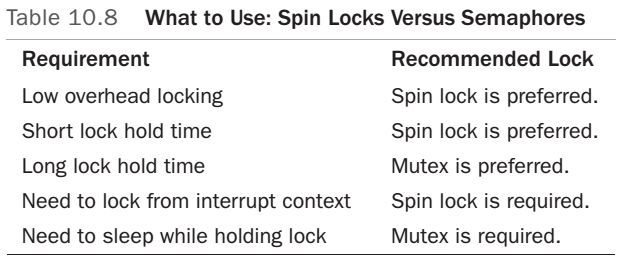 Table 10.8 What to Use: Spin Locks Versus Semaphores
Requirement Recommended Lock
Low overhead locking Spin lock is preferred.
Short lock hold time Spin lock is preferred.
Long lock hold time Mutex is preferred.
Need to lock from interrupt context Spin lock is required.
Need to sleep while holding lock Mutex is required.